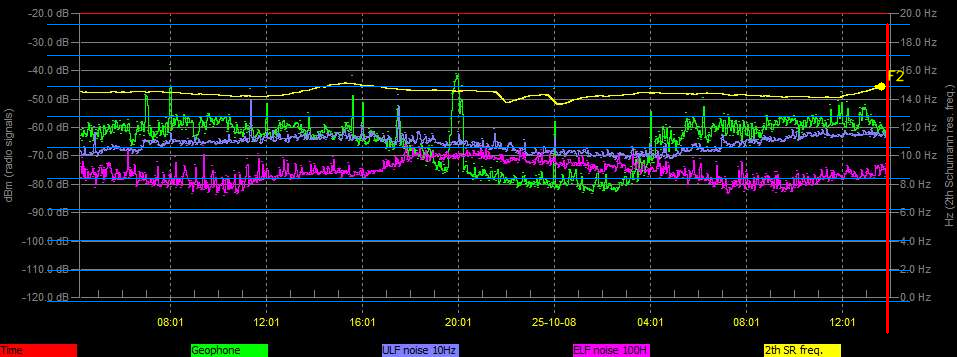 -20.0 dB 20.0 Hz
-30.0 dB 18.0 Hz
-40.0 dB 16.0 Hz
F2
-50.0 dB 14.0 Hz
-60.0 dB 12.0 Hz
-70.0 dB 10.0 Hz
-80.0 dB 8.0 Hz
-90.0 dB 6.0 Hz
-100.0 dB 4.0 Hz
-110.0 dB 2.0 Hz
-120.0 dB 0.0 Hz
dBm (radio signals)
Hz (2th Schumann res. freq.)
08:01 12:01 16:01 20:01 25-10-08 04:01 08:01 12:01
Time Geophone ULF noise 10Hz ELF noise 100H 2th SR freq.